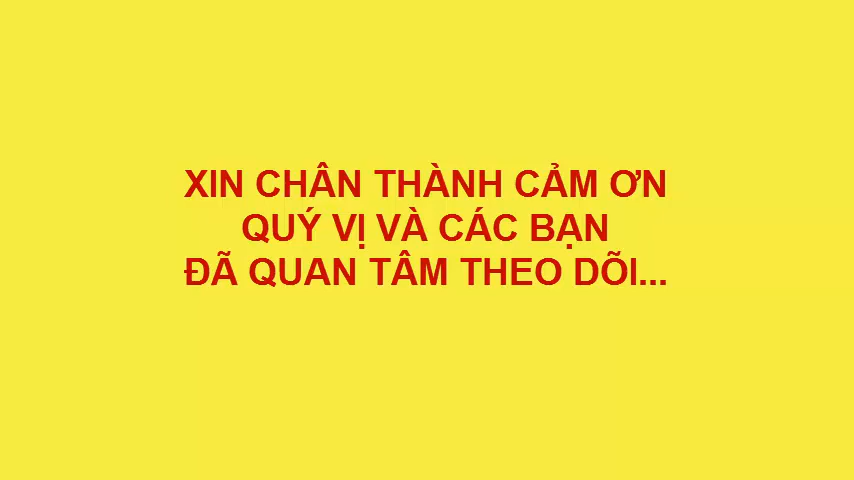 XIN CHÂN THÀNH CẢM ƠN
QUÝ VỊ VÀ CÁC BẠN
ĐÃ QUAN TÂM THEO DÕI...